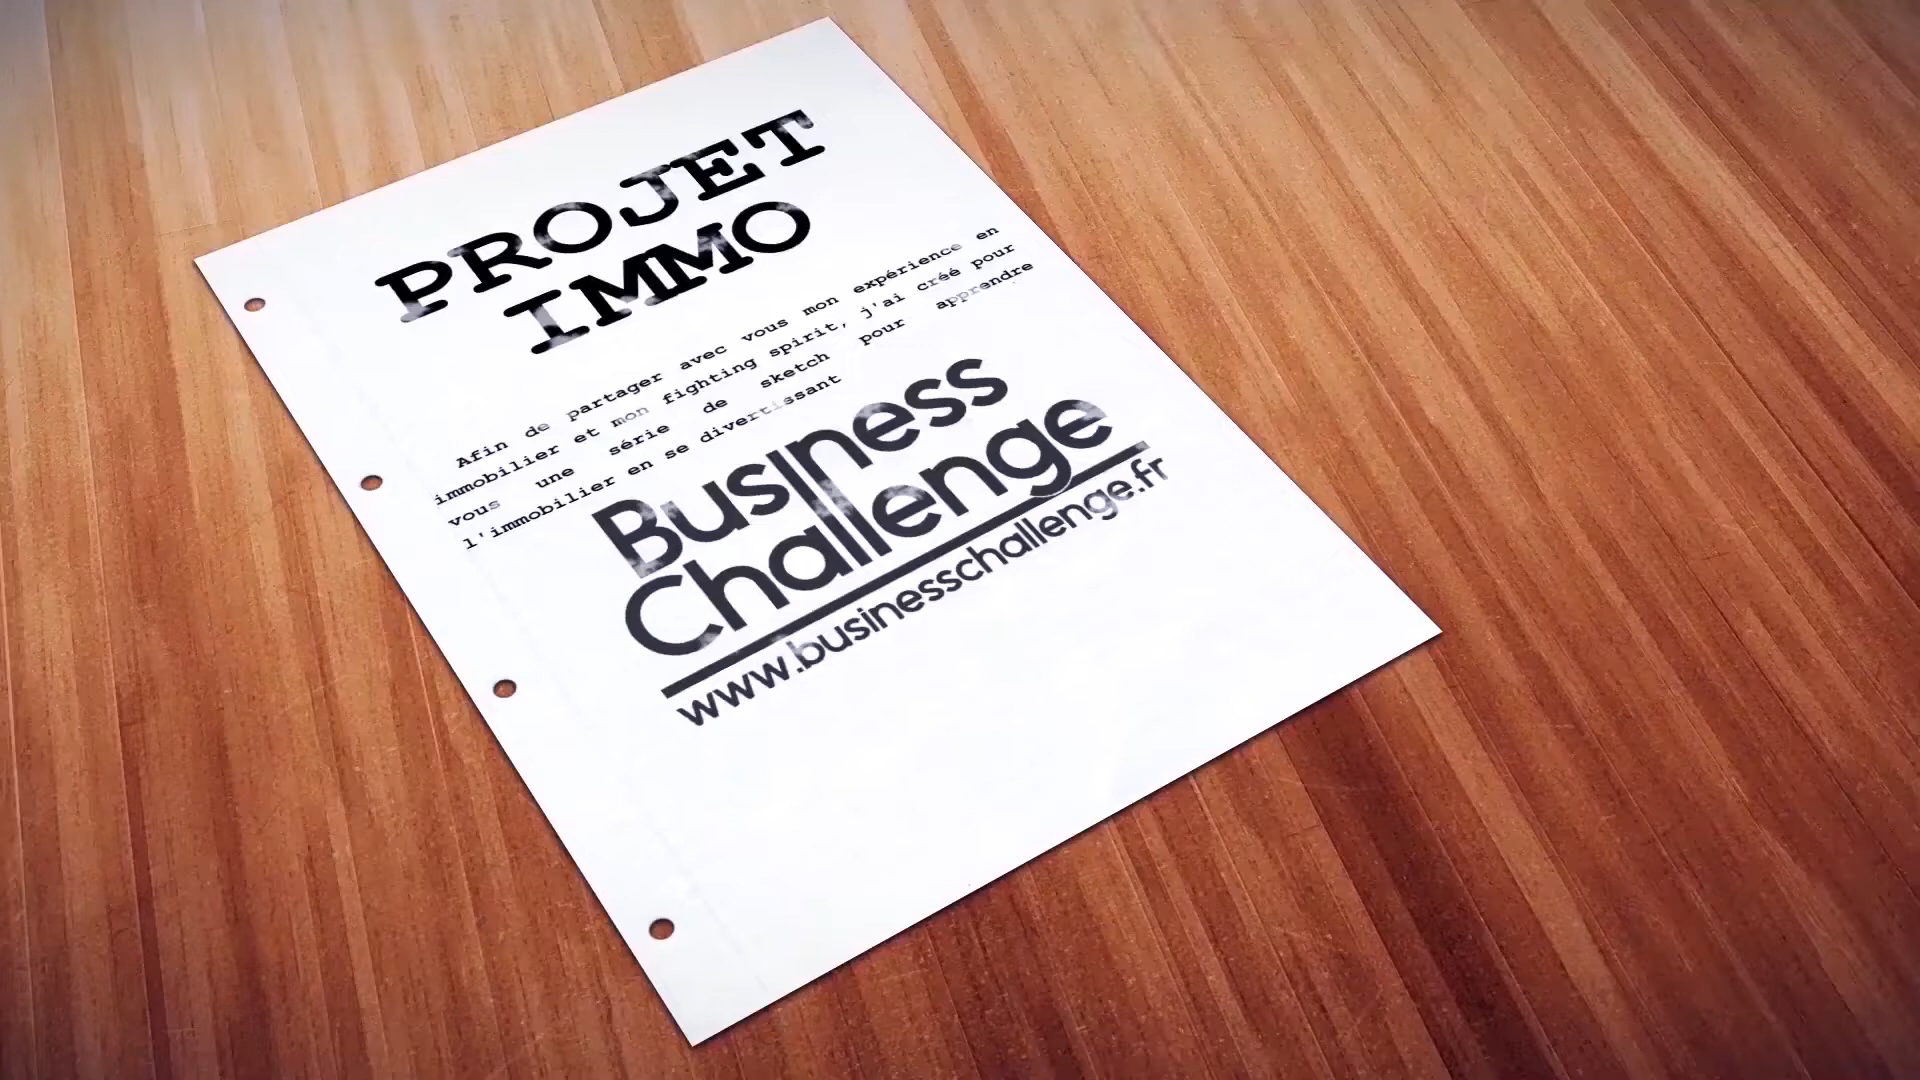 PROJET
IMMO
Afin de partager avec vous mon expérience en
immobilier et mon fighting spirit, j'ai créé pour
vous une série de sketch pour apprendre
l'immobilier en se divertissant
Business
Challenge
www.businesschallenge.fr